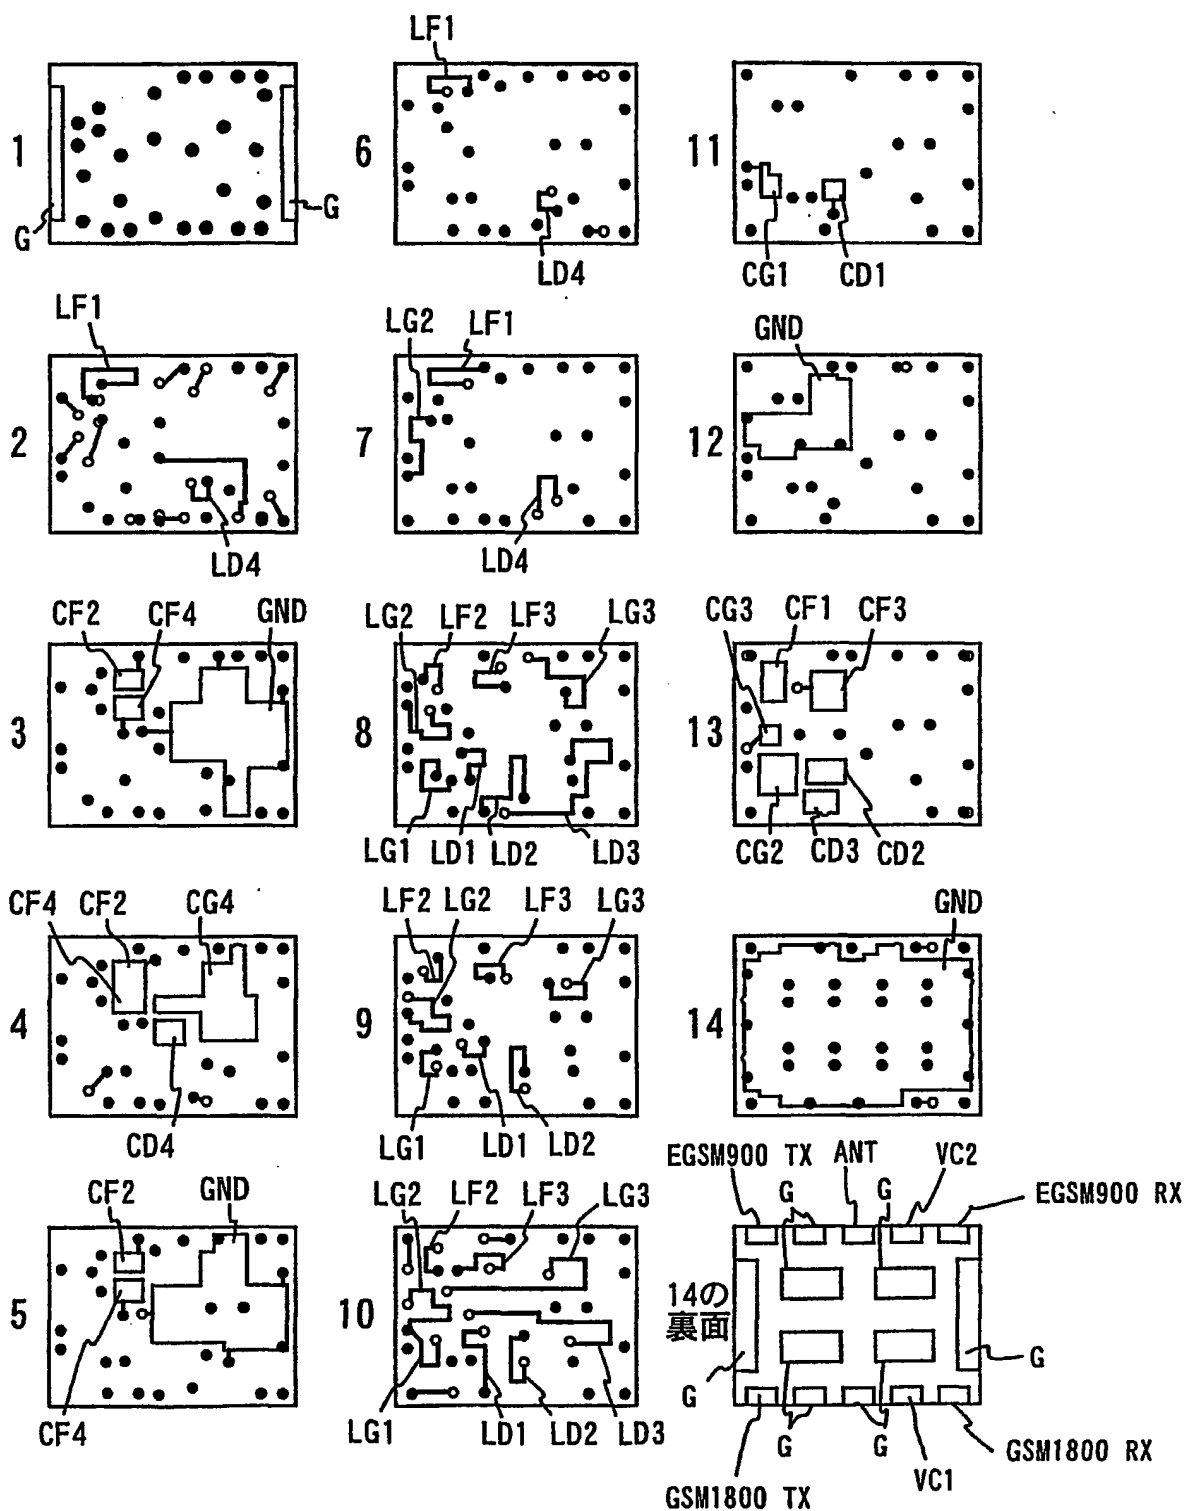 1
G
G
LF1
2
LD4
CF2
CF4
GND
3
CF4
CF2
CG4
4
CD4
CF2
GND
5
CF4
LF1
6
LD4
LG2
LF1
7
LD4
LG2
LF2
LF3
LG3
8
LG1
LD1
LD2
LD3
LF2
LG2
LF3
LG3
9
LG1
LD1
LD2
LG2
LF2
LF3
LG3
10
LG1
LD1
LD2
LD3
11
CG1
CD1
GND
12
CG3
CF1
CF3
13
CG2
CD3
CD2
GND
14
EGSM900 TX
ANT
VC2
EGSM900 RX
G
G
14の
裏面
G
G
G
G
GSM1800 TX
VC1
GSM1800 RX